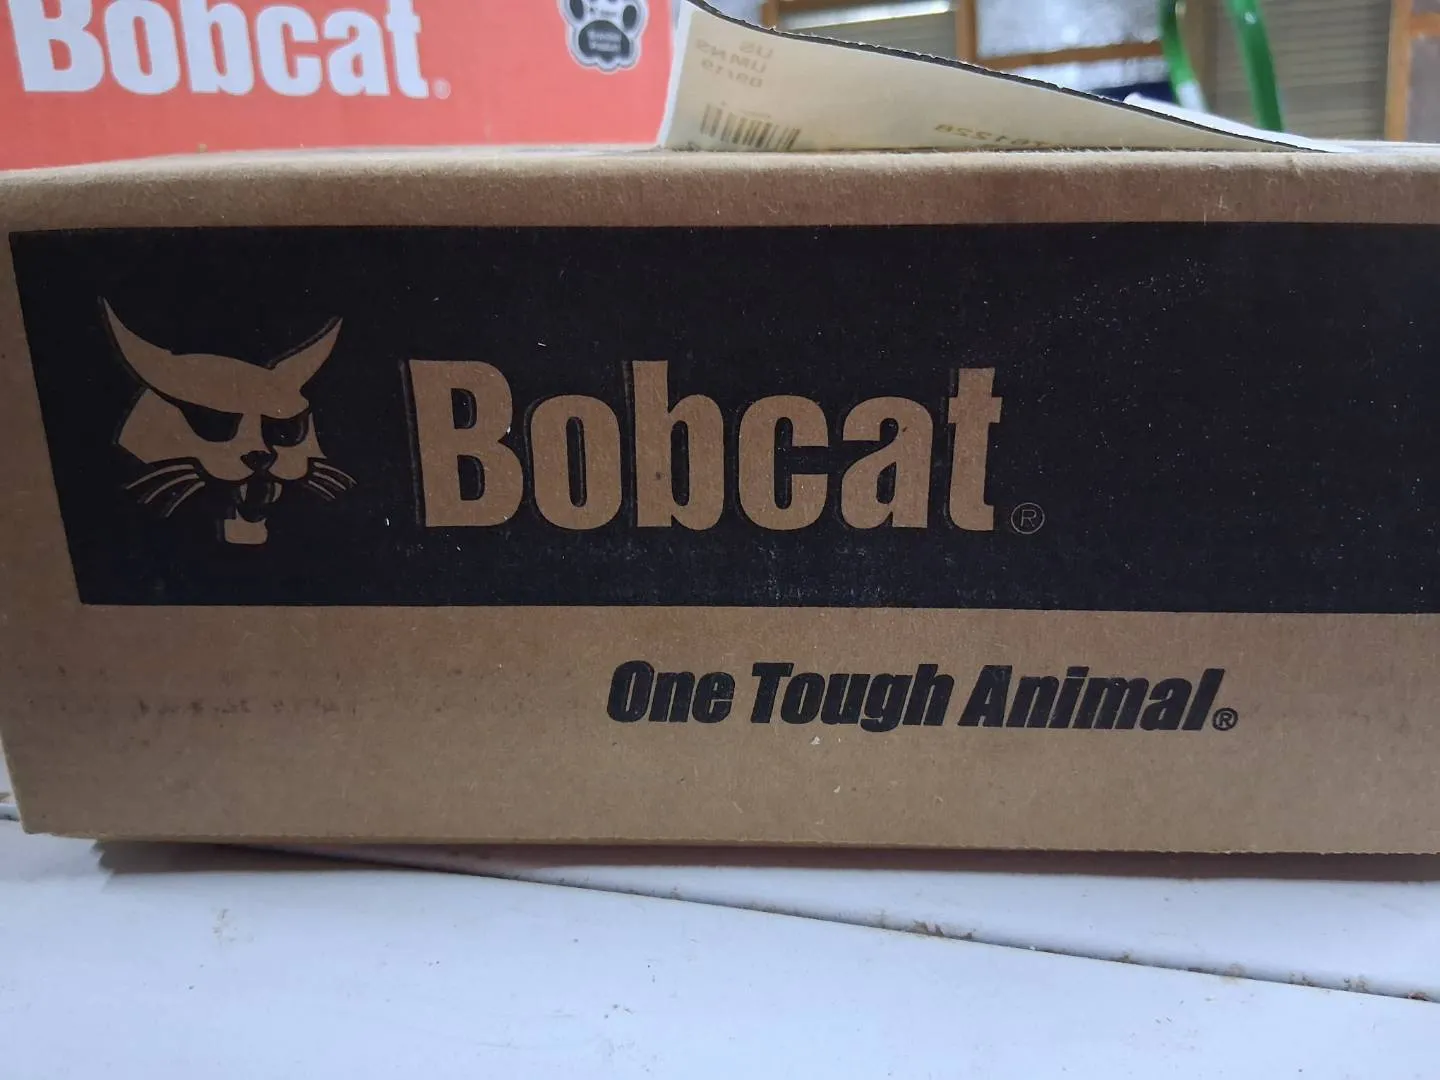 Bobcat.
Bobcat®
One Tough Animal®